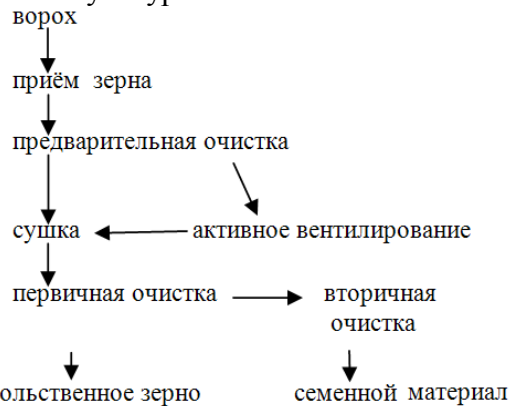 ворох
приём зерна
предварительная очистка
сушка активное вентилирование
первичная очистка вторичная
очистка
ольственное зерно семенной материал